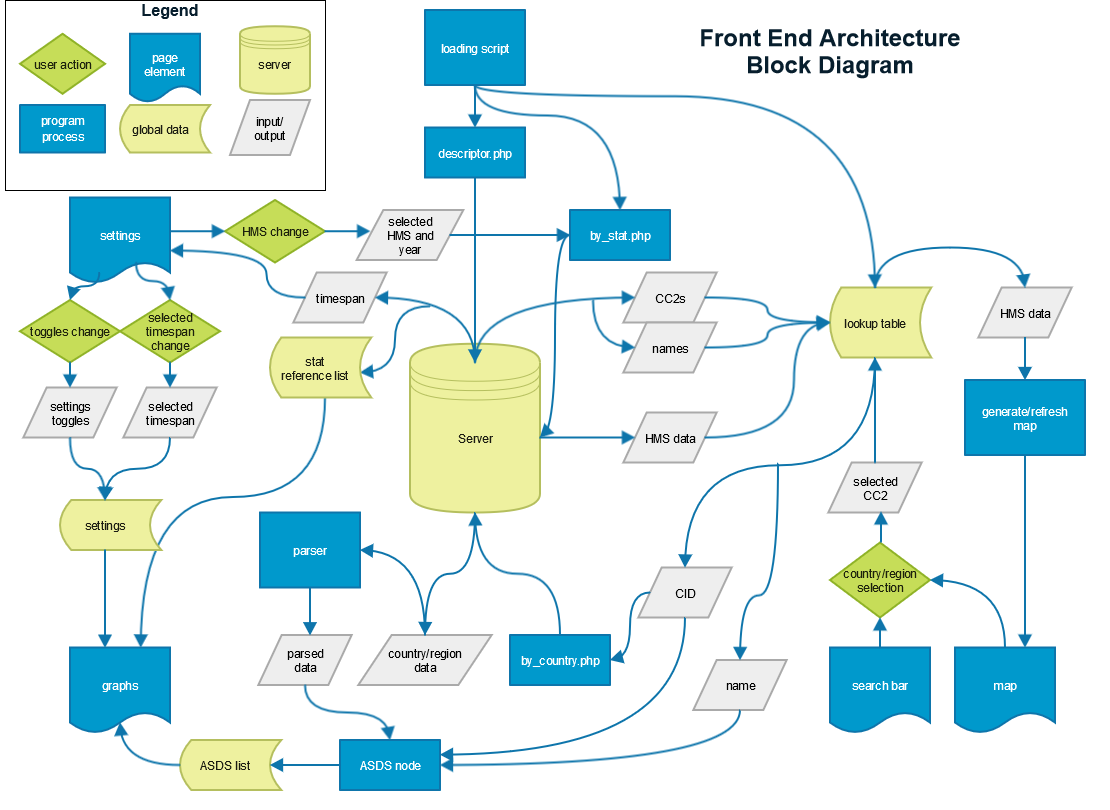 Legend
user action
page
element
server
program
process
global data
input/
output
Front End Architecture
Block Diagram
loading script
descriptor.php
by_stat.php
settings
HMS change
selected
HMS and
year
timespan
CC2s
names
lookup table
HMS data
toggles change
selected
timespan
change
stat
reference list
settings
toggles
selected
timespan
Server
HMS data
generate/refresh
map
selected
CC2
settings
parser
CID
country/region
selection
parsed
data
country/region
data
by_country.php
name
graphs
search bar
map
ASDS list
ASDS node